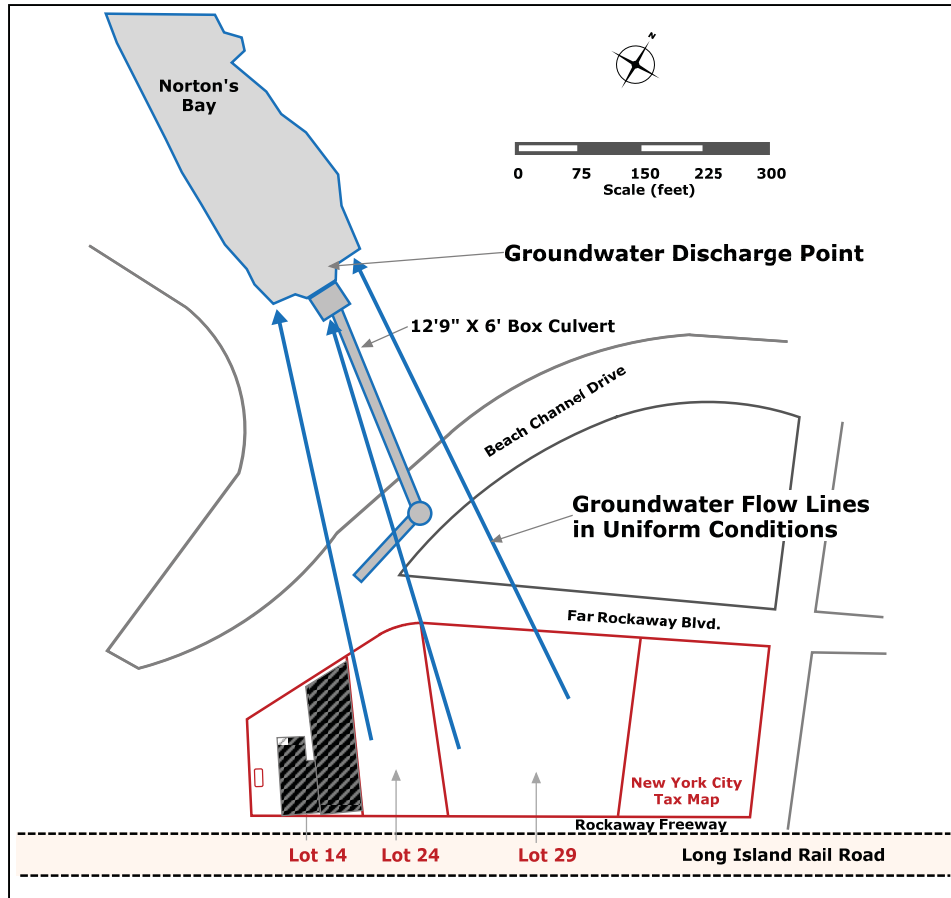 N
Norton's
Bay
0 75 150 225 300
Scale (feet)
Groundwater Discharge Point
12'9" X 6' Box Culvert
Beach Channel Drive
Groundwater Flow Lines
in Uniform Conditions
Far Rockaway Blvd.
New York City
Tax Map
Rockaway Freeway
Lot 14 Lot 24 Lot 29 Long Island Rail Road